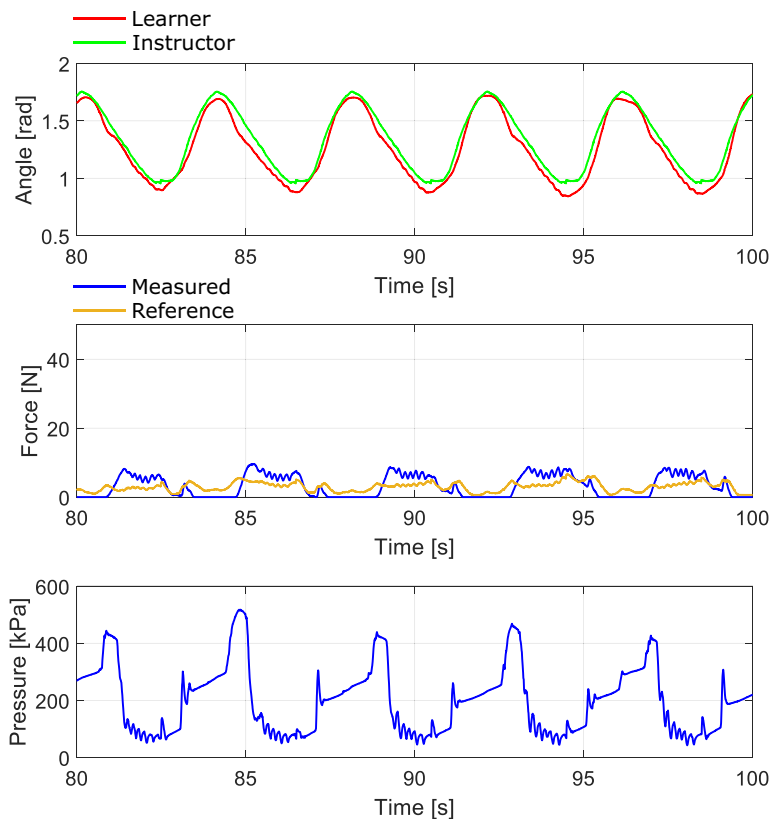 Learner
Instructor
Angle [rad]
2
1.5
1
0.5
80 85 90 95 100
Time [s]
Measured
Reference
Force [N]
40
20
0
80 85 90 95 100
Time [s]
Pressure [kPa]
600
400
200
0
80 85 90 95 100
Time [s]